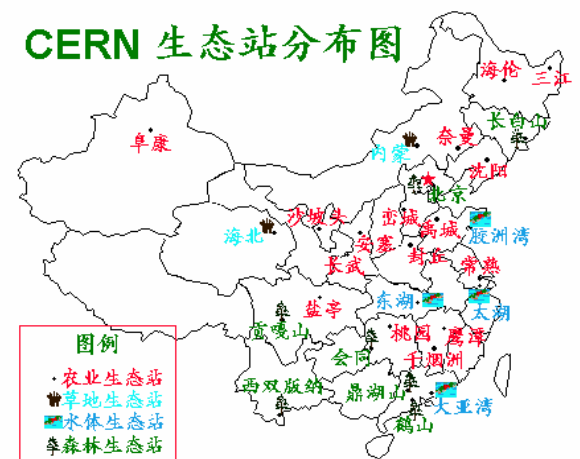 CERN 生态站分布图
海伦
三江
长白山
奈曼
内蒙
阜康
沈阳
北京
沙坡头
栾城
禹城
海北
胶洲湾
安塞
封丘
长武
常熟
盐亭
东湖
太湖
贡嘎山
桃园
鹰潭
会同
千烟洲
西双版纳
鼎湖山
大亚湾
鹤山
图例
农业生态站
草地生态站
水体生态站
森林生态站